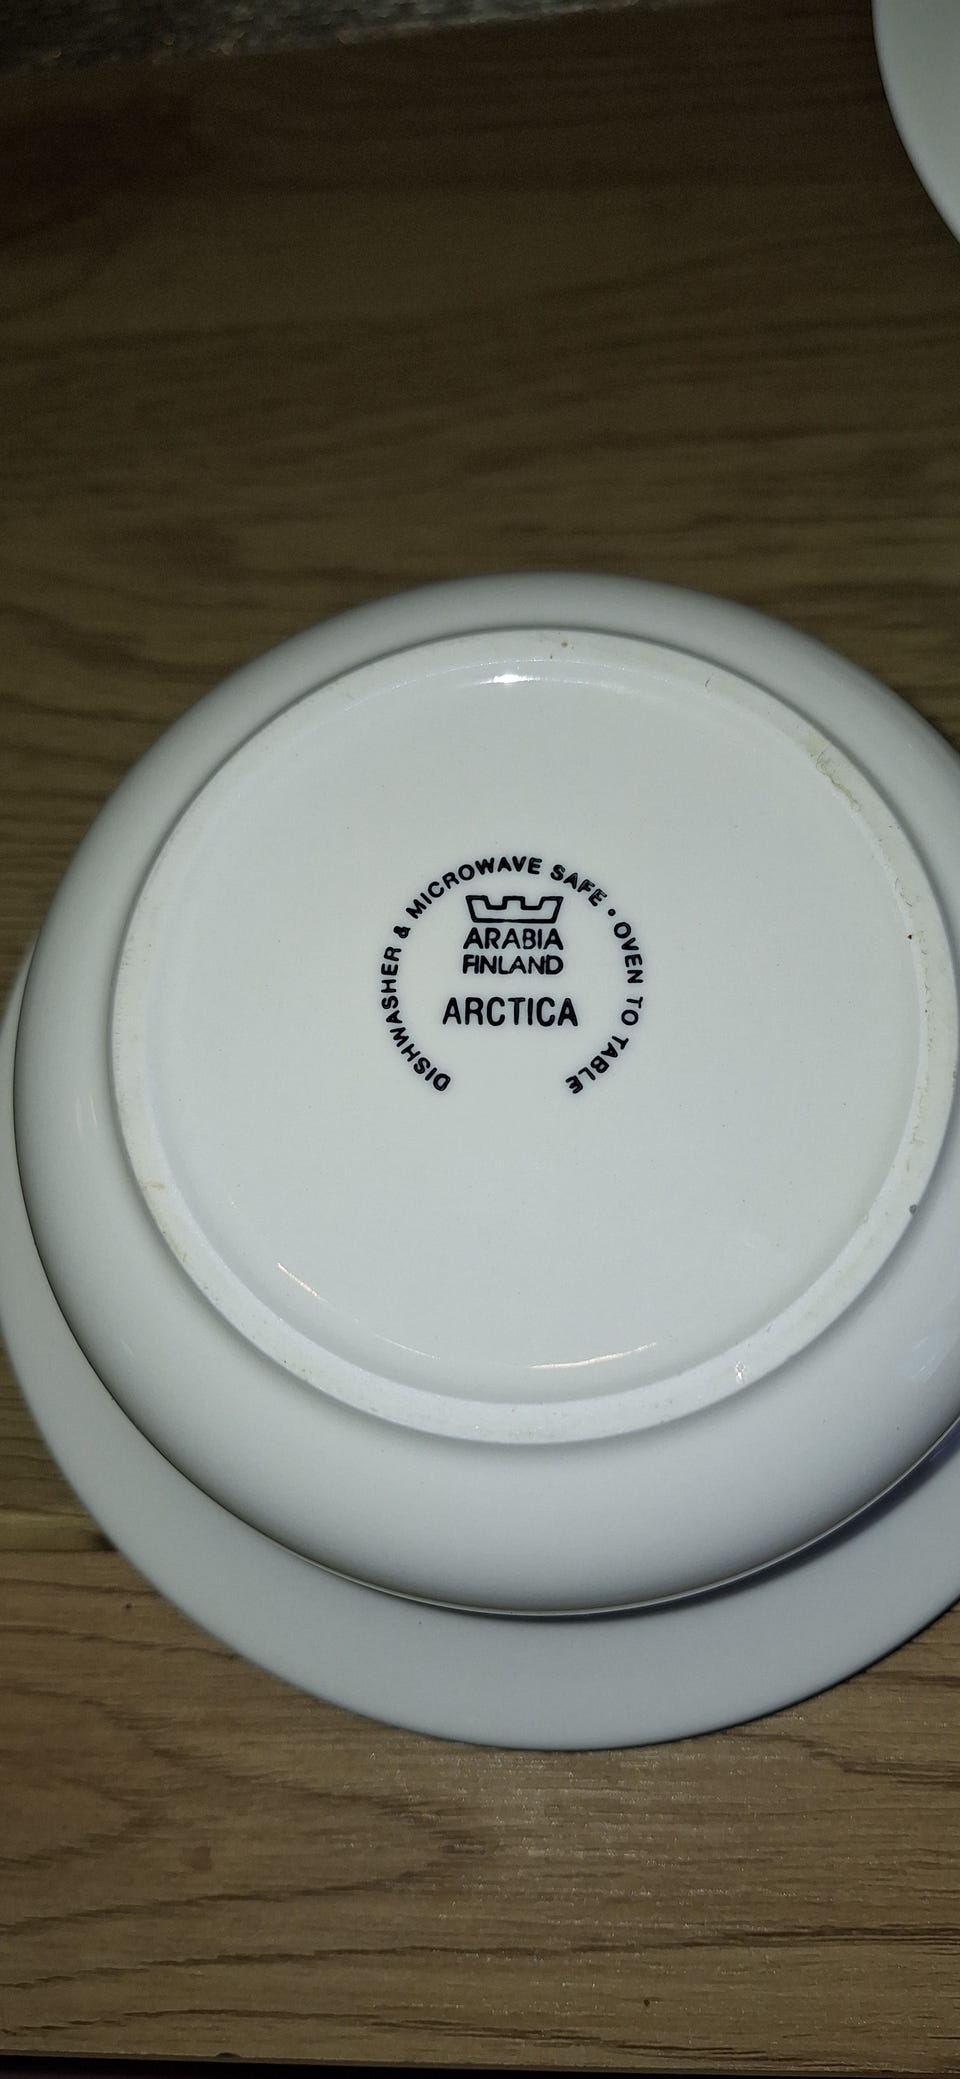 DISHWASHER & MICROWAVE SAFE • OVEN TO TABLE
ARABIA
FINLAND
ARCTICA